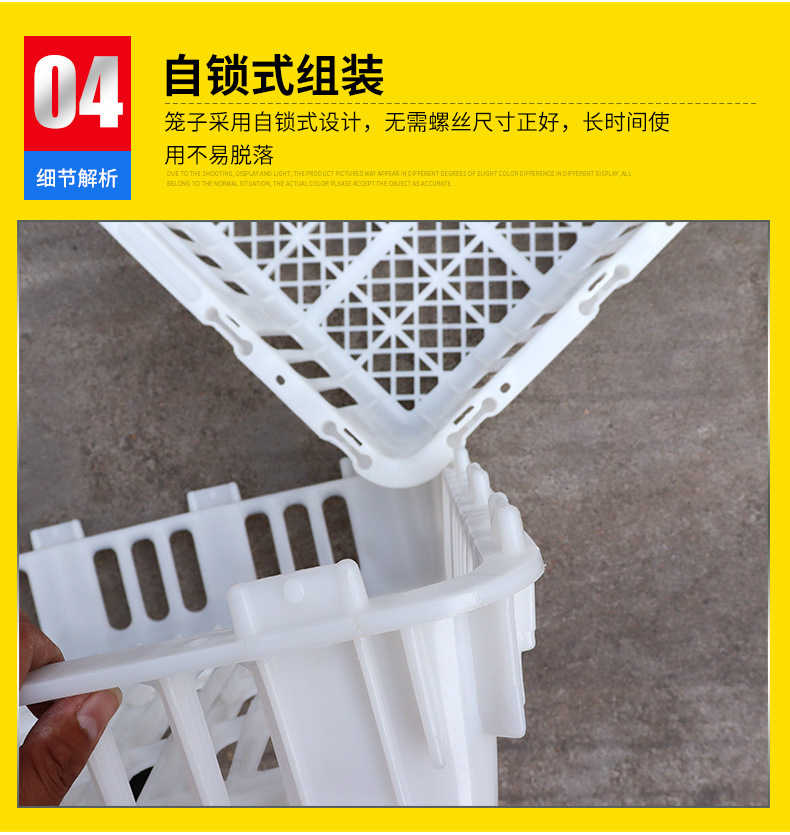 04
细节解析
自锁式组装
笼子采用自锁式设计，无需螺丝尺寸正好，长时间使
用不易脱落
DUE TO THE SHOOTING, DISPLAY AND LIGHT, THE PRODUCT PICTURES MAY APPEAR IN DIFFERENT DEGREES OF SLIGHT COLOR DIFFERENCE IN DIFFERENT DISPLAY, ALL
BELONG TO THE NORMAL SITUATION, THE ACTUAL COLOR PLEASE ACCEPT THE OBJECT AS ACCURATE